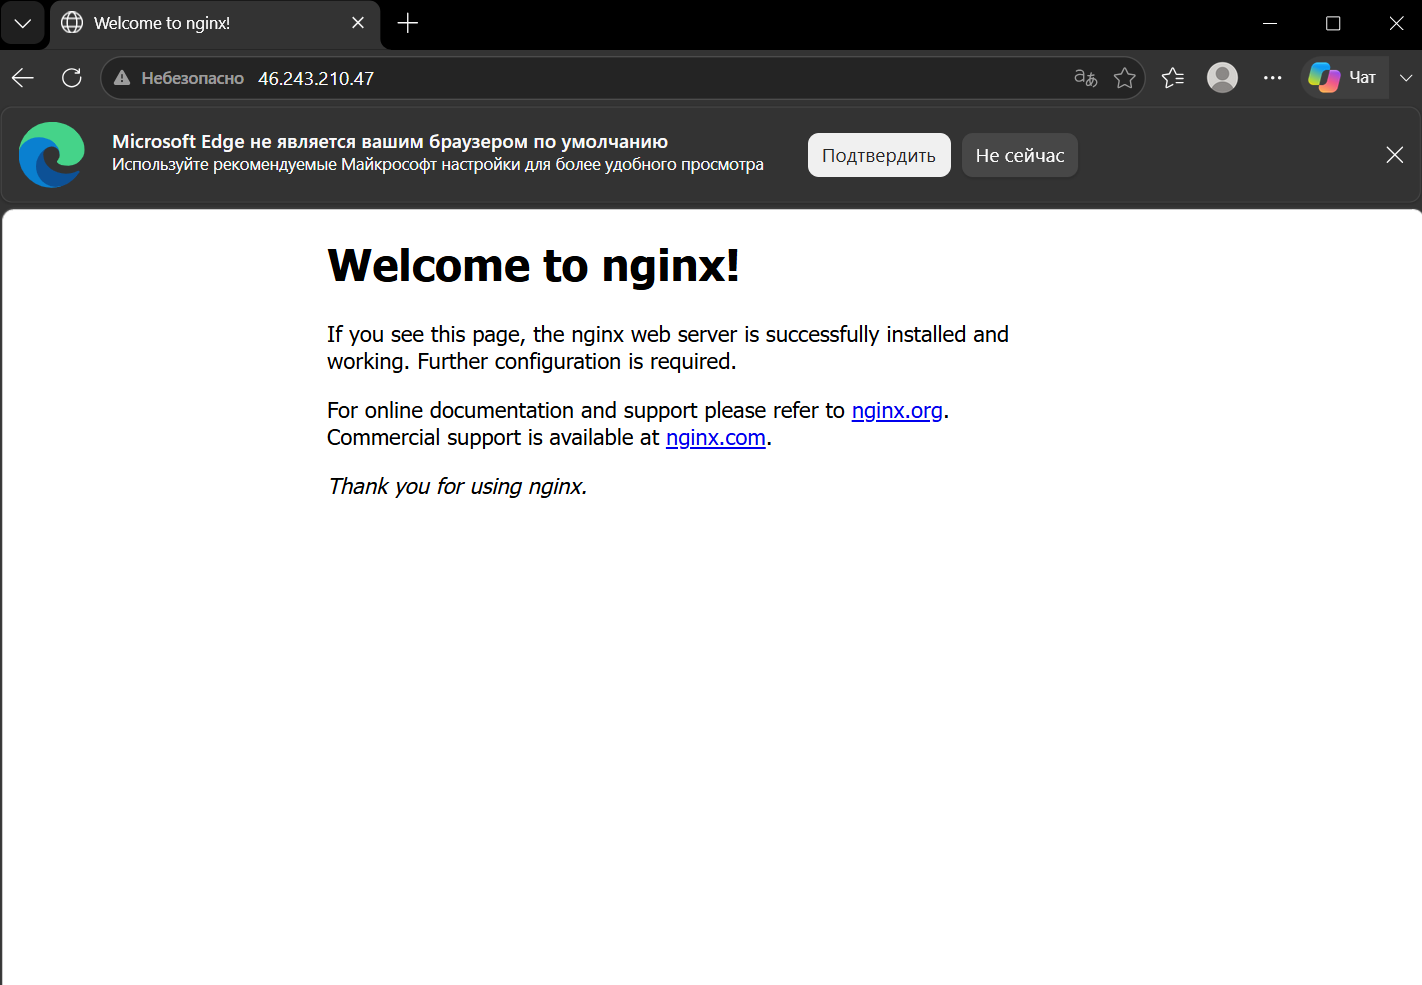 Welcome to nginx!
Небезопасно 46.243.210.47
Чат
Microsoft Edge не является вашим браузером по умолчанию
Используйте рекомендуемые Майкрософт настройки для более удобного просмотра
Подтвердить
Не сейчас
Welcome to nginx!
If you see this page, the nginx web server is successfully installed and
working. Further configuration is required.
For online documentation and support please refer to nginx.org.
Commercial support is available at nginx.com.
Thank you for using nginx.